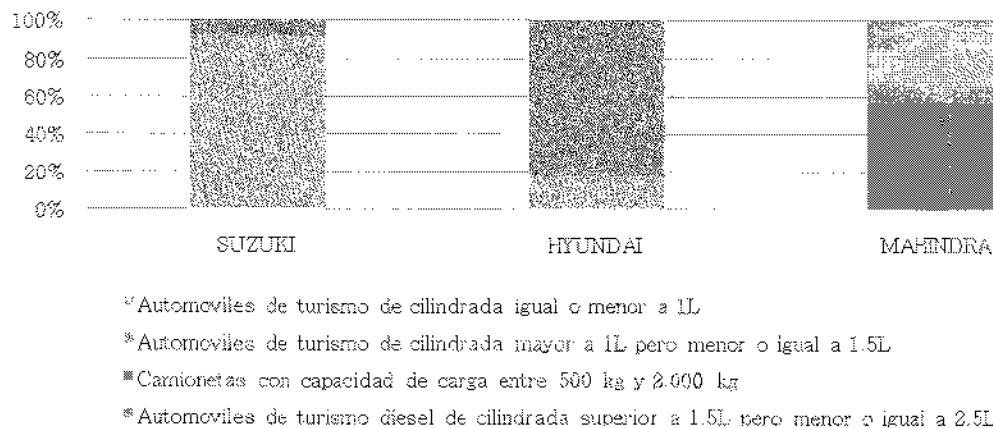 100%
80%
60%
40%
20%
0%
SUZUKI HYUNDAI MAHINDRA
Automoviles de turismo de cilindrada igual o menor a 1L
Automoviles de turismo de cilindrada mayor a 1L pero menor o igual a 1.5L
Camionetas con capacidad de carga entre 500 kg y 2.000 kg
Automoviles de turismo diesel de cilindrada superior a 1.5L pero menor o igual a 2.5L